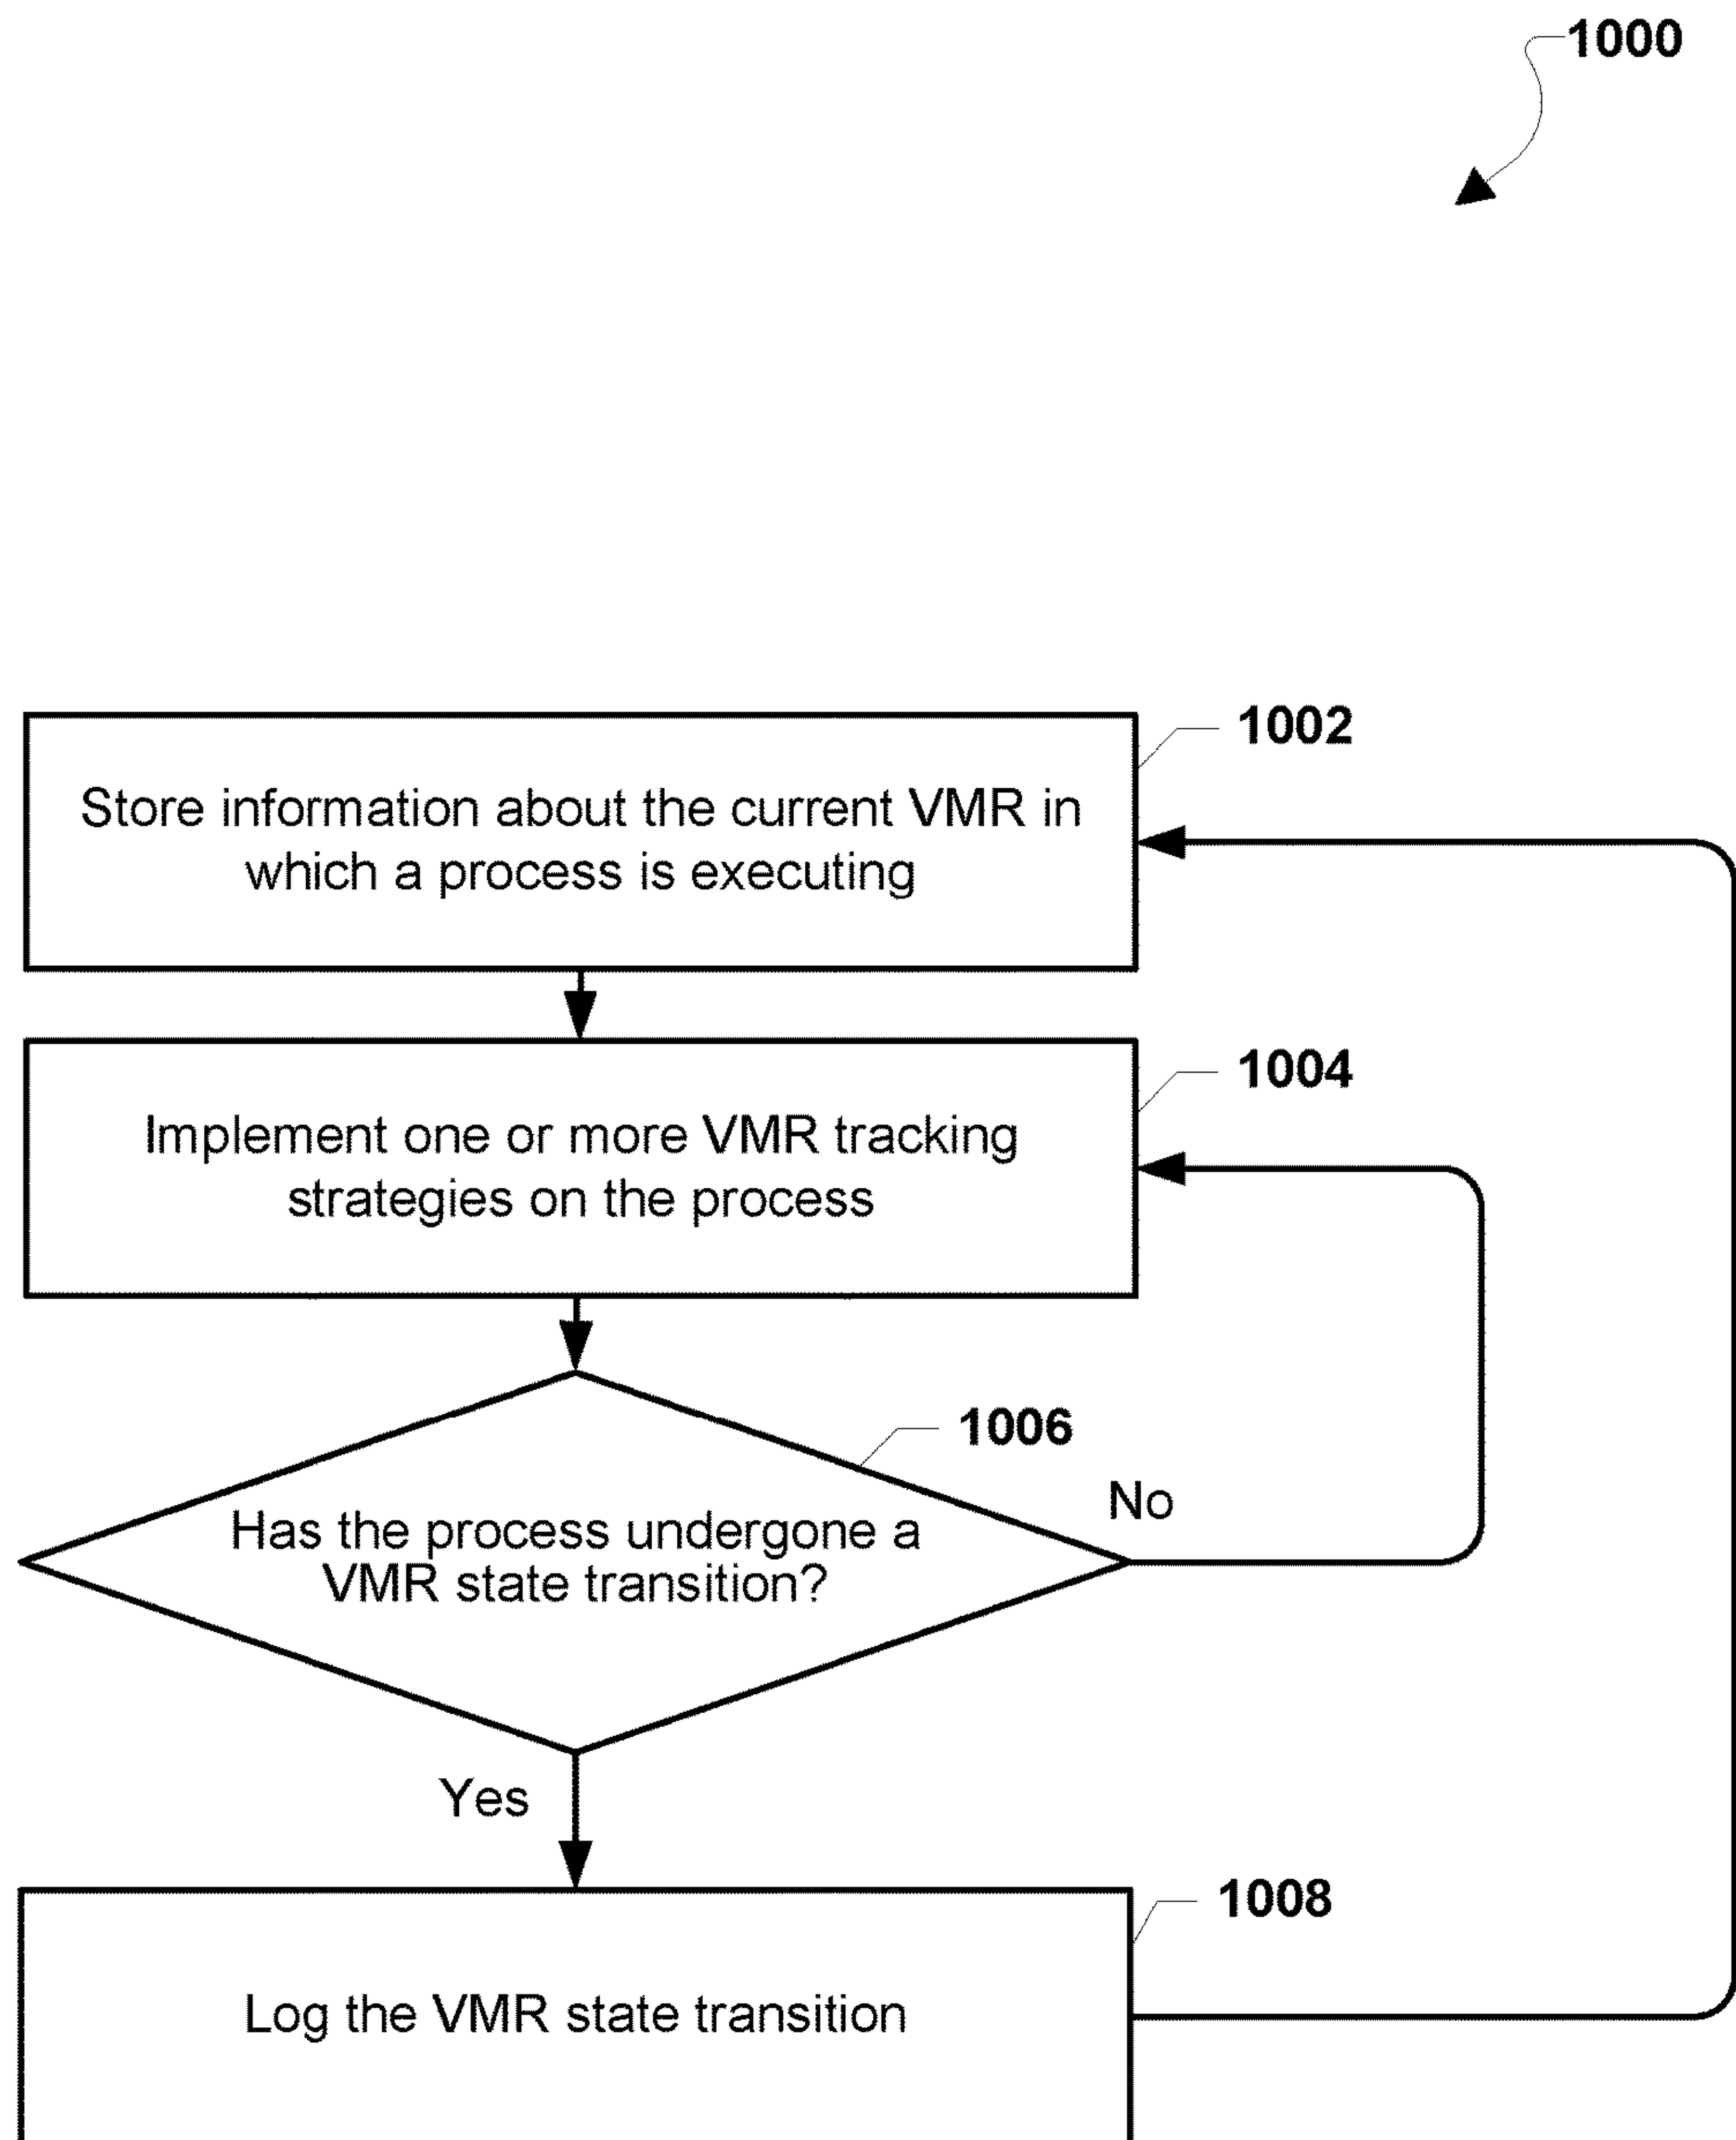 1000
1002
Store information about the current VMR in
which a process is executing
1004
Implement one or more VMR tracking
strategies on the process
1006
Has the process undergone a
VMR state transition?
No
Yes
1008
Log the VMR state transition